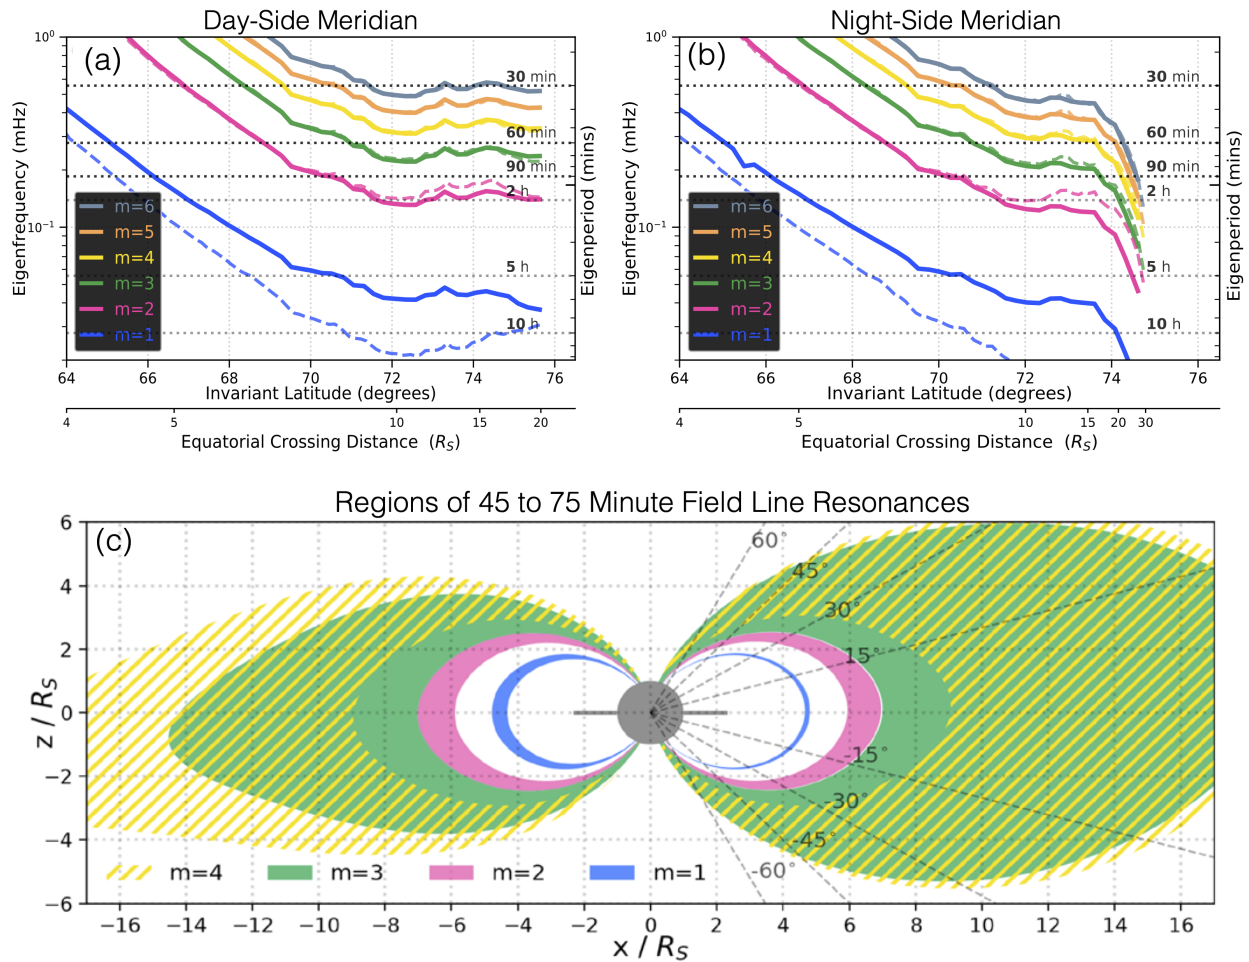 Day-Side Meridian
(a)
10⁰
10⁻¹
Eigenfrequency (mHz)
30 min
60 min
90 min
2 h
5 h
10 h
Eigenperiod (mins)
m=6
m=5
m=4
m=3
m=2
m=1
64 66 68 70 72 74 76
Invariant Latitude (degrees)
4 5 10 15 20
Equatorial Crossing Distance (R_S)
Night-Side Meridian
(b)
10⁰
10⁻¹
Eigenfrequency (mHz)
30 min
60 min
90 min
2 h
5 h
10 h
Eigenperiod (mins)
m=6
m=5
m=4
m=3
m=2
m=1
64 66 68 70 72 74 76
Invariant Latitude (degrees)
4 5 10 15 20 30
Equatorial Crossing Distance (R_S)
Regions of 45 to 75 Minute Field Line Resonances
(c)
6
4
2
0
−2
−4
−6
z / R_S
60°
45°
30°
15°
-15°
-30°
-45°
-60°
m=4 m=3 m=2 m=1
−16 −14 −12 −10 −8 −6 −4 −2 0 2 4 6 8 10 12 14 16
x / R_S